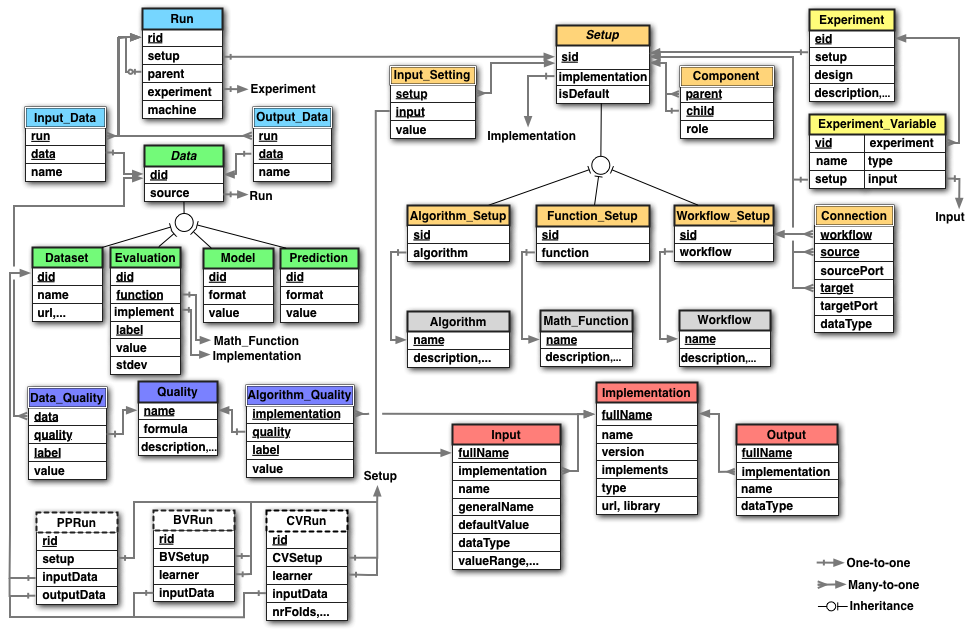 Run
rid
setup
parent
experiment
machine
Experiment
Input_Data
run
data
name
Output_Data
run
data
name
Data
did
source
Run
Dataset
did
name
url,...
Evaluation
did
function
implement
label
value
stdev
Math_Function
Implementation
Model
did
format
value
Prediction
did
format
value
Setup
sid
implementation
isDefault
Implementation
Input_Setting
setup
input
value
Component
parent
child
role
Experiment
eid
setup
design
description,...
Experiment_Variable
vid experiment
name type
setup input
Input
Algorithm_Setup
sid
algorithm
Function_Setup
sid
function
Workflow_Setup
sid
workflow
Connection
workflow
source
sourcePort
target
targetPort
dataType
Algorithm
name
description,...
Math_Function
name
description,...
Workflow
name
description,...
Data_Quality
data
quality
label
value
Quality
name
formula
description,...
Algorithm_Quality
implementation
quality
label
value
Implementation
fullName
name
version
implements
type
url, library
Input
fullName
implementation
name
generalName
defaultValue
dataType
valueRange,...
Output
fullName
implementation
name
dataType
Setup
PPRun
rid
setup
inputData
outputData
BVRun
rid
BVSetup
learner
inputData
CVRun
rid
CVSetup
learner
inputData
nrFolds,...
One-to-one
Many-to-one
Inheritance